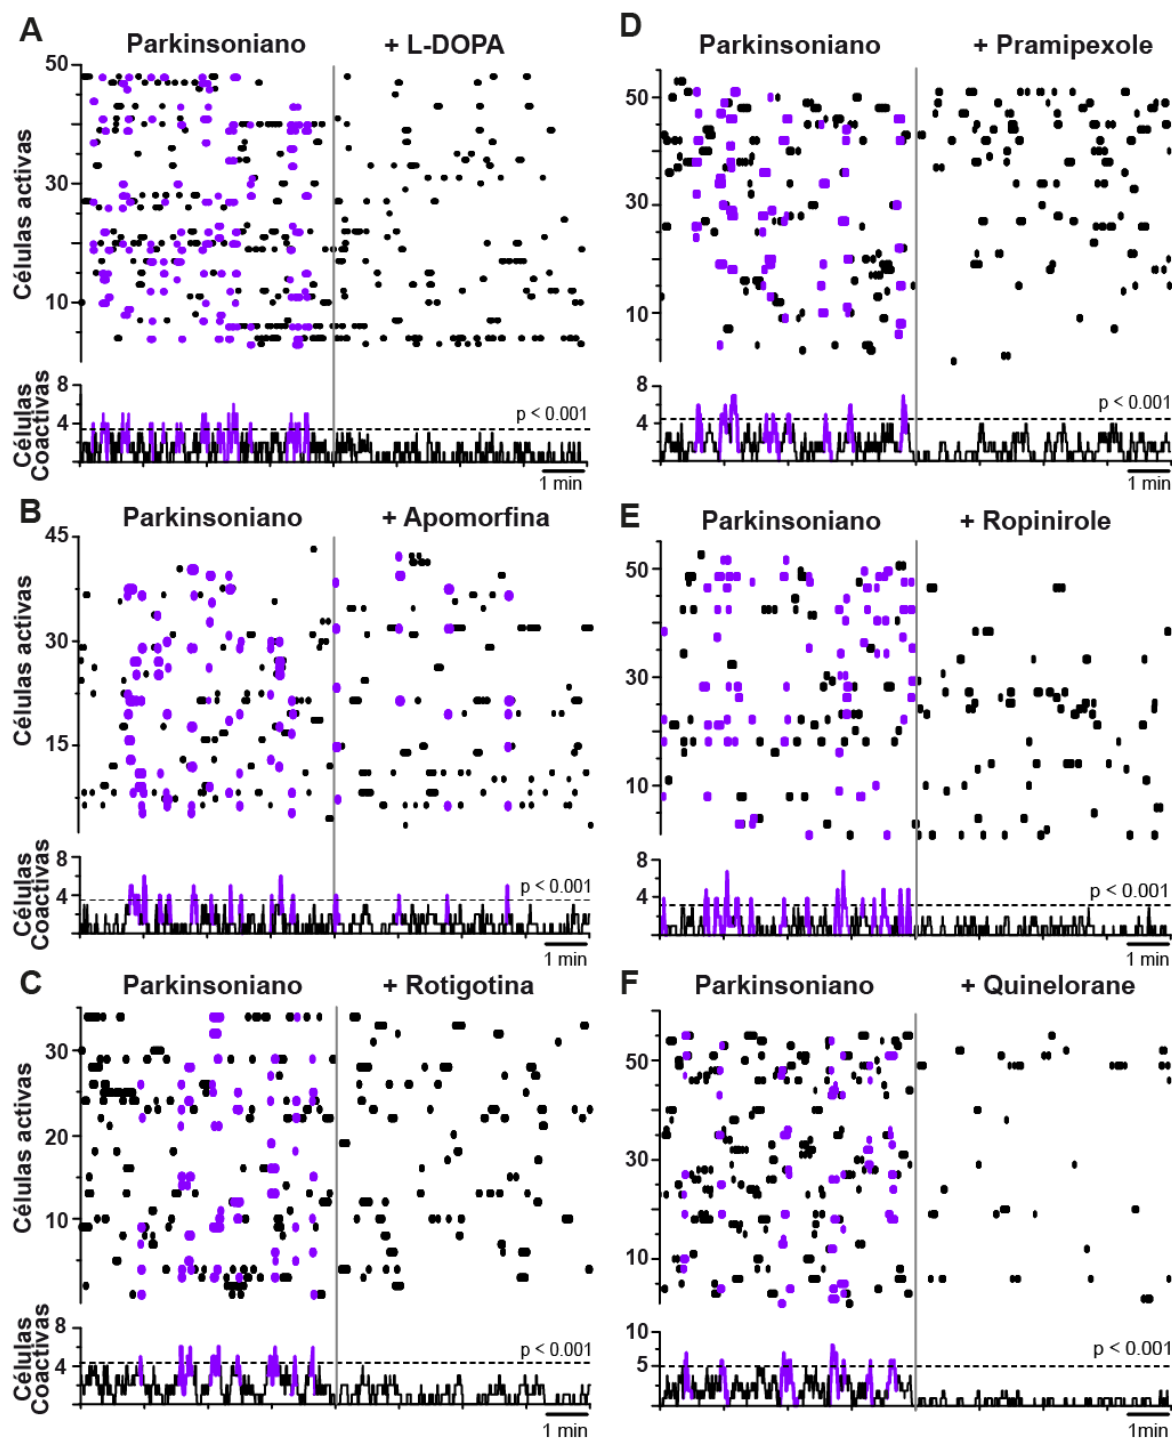 A
Parkinsoniano + L-DOPA
50
30
10
Células activas
8
4
Células
Coactivas
p < 0.001
1 min
B
Parkinsoniano + Apomorfina
45
30
15
Células activas
8
4
Células
Coactivas
p < 0.001
1 min
C
Parkinsoniano + Rotigotina
30
20
10
Células activas
8
4
Células
Coactivas
p < 0.001
1 min
D
Parkinsoniano + Pramipexole
50
30
10
8
4
p < 0.001
1 min
E
Parkinsoniano + Ropinirole
50
30
10
8
4
p < 0.001
1 min
F
Parkinsoniano + Quinelorane
50
30
10
10
5
p < 0.001
1min